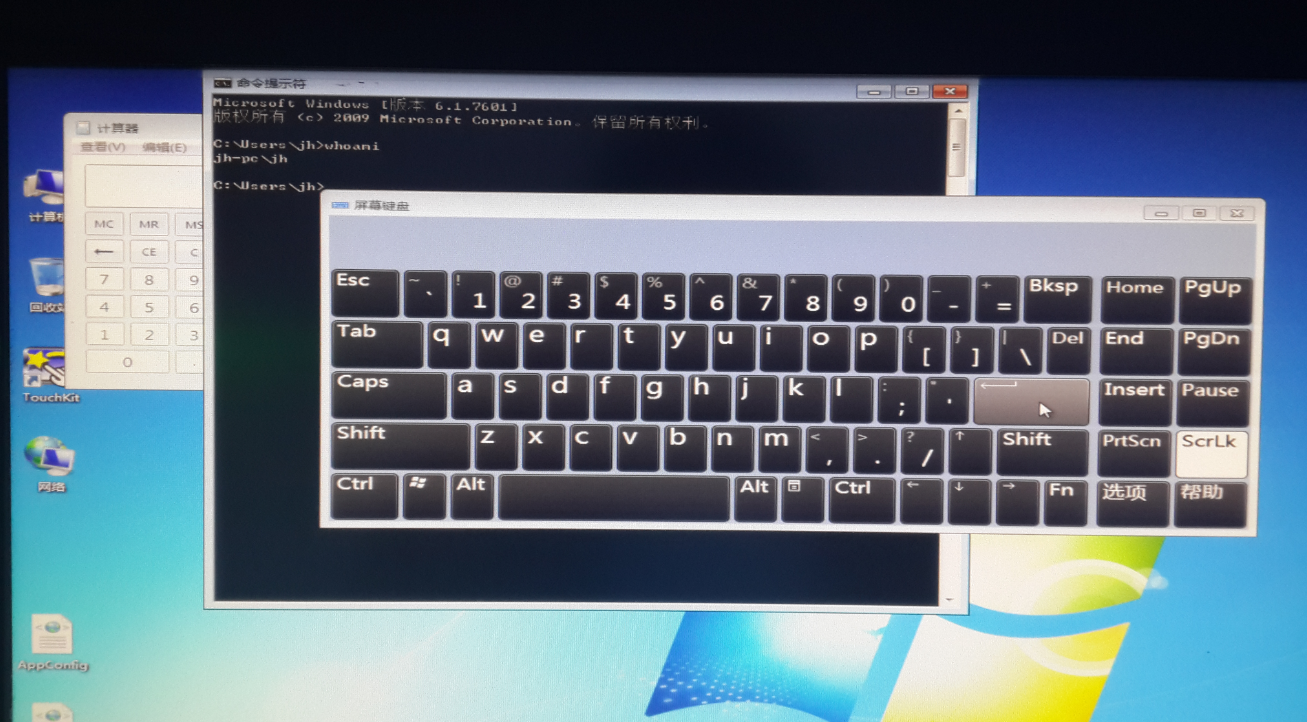 命令提示符
Microsoft Windows [版本 6.1.7601]
版权所有 (c) 2009 Microsoft Corporation。保留所有权利。
C:\Users\jh>whoami
jh-pc\jh
C:\Users\jh>
计算器
查看(V) 编辑(E)
MC MR MS
← CE C
7 8 9
4 5 6
1 2 3
0 .
计算机
回收站
TouchKit
网络
AppConfig
屏幕键盘
Esc ~ ` ! 1 @ 2 # 3 $ 4 % 5 ^ 6 & 7 * 8 ( 9 ) 0 _ - + = Bksp Home PgUp
Tab q w e r t y u i o p { [ } ] | \ Del End PgDn
Caps a s d f g h j k l : ; " ' Insert Pause
Shift z x c v b n m < , > . ? / ↑ Shift PrtScn ScrLk
Ctrl Alt Alt Ctrl ← ↓ → Fn 选项 帮助